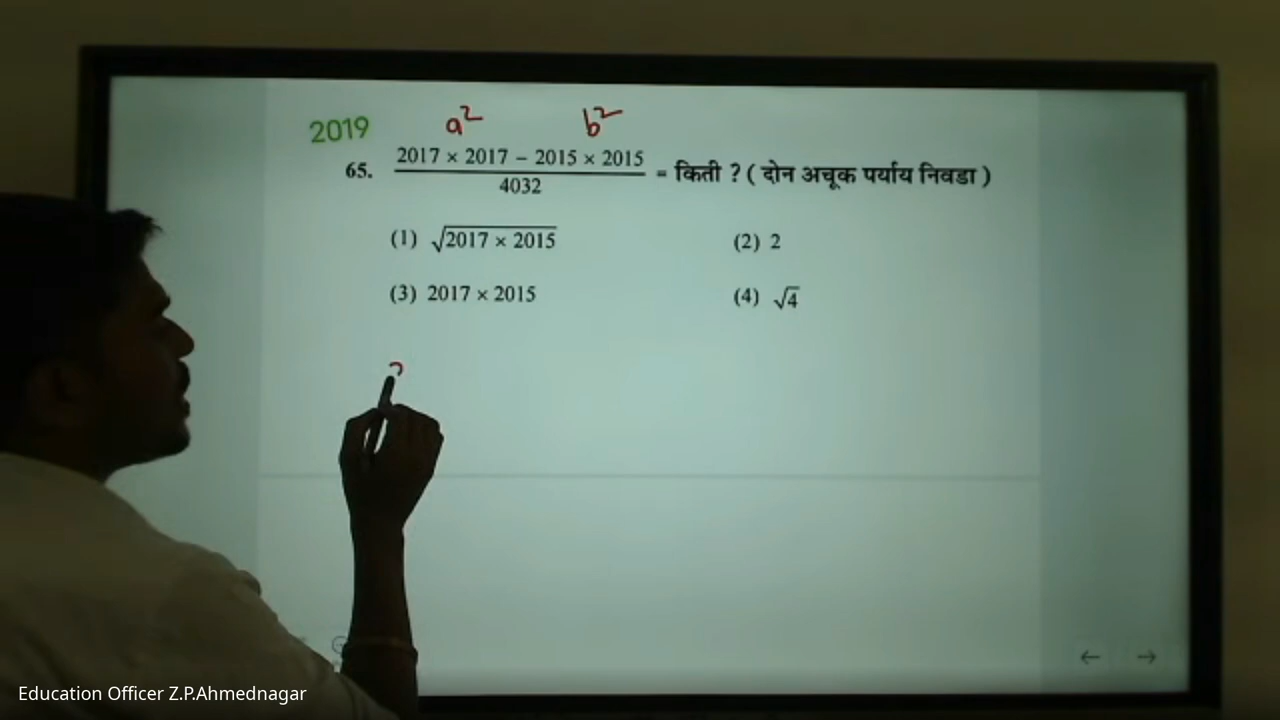 2019 a² b²
65. 2017 × 2017 − 2015 × 2015 / 4032 = किती ? ( दोन अचूक पर्याय निवडा )
(1) √2017 × 2015 (2) 2
(3) 2017 × 2015 (4) √4
Education Officer Z.P.Ahmednagar